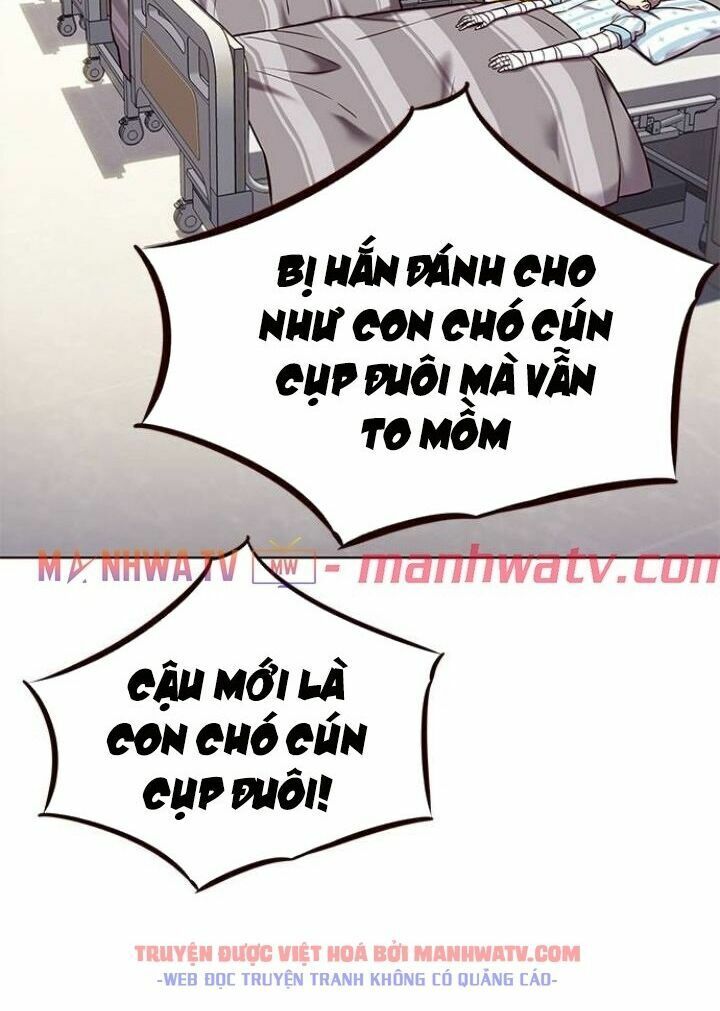 BỊ HẮN ĐÁNH CHO
NHƯ CON CHÓ CÚN
CỤP ĐUÔI MÀ VẪN
TO MỒM
MANHWATV MW - manhwatv.com
CẬU MỚI LÀ
CON CHÓ CÚN
CỤP ĐUÔI!
TRUYỆN ĐƯỢC VIỆT HOÁ BỞI MANHWATV.COM
-WEB ĐỌC TRUYỆN TRANH KHÔNG CÓ QUẢNG CÁO-